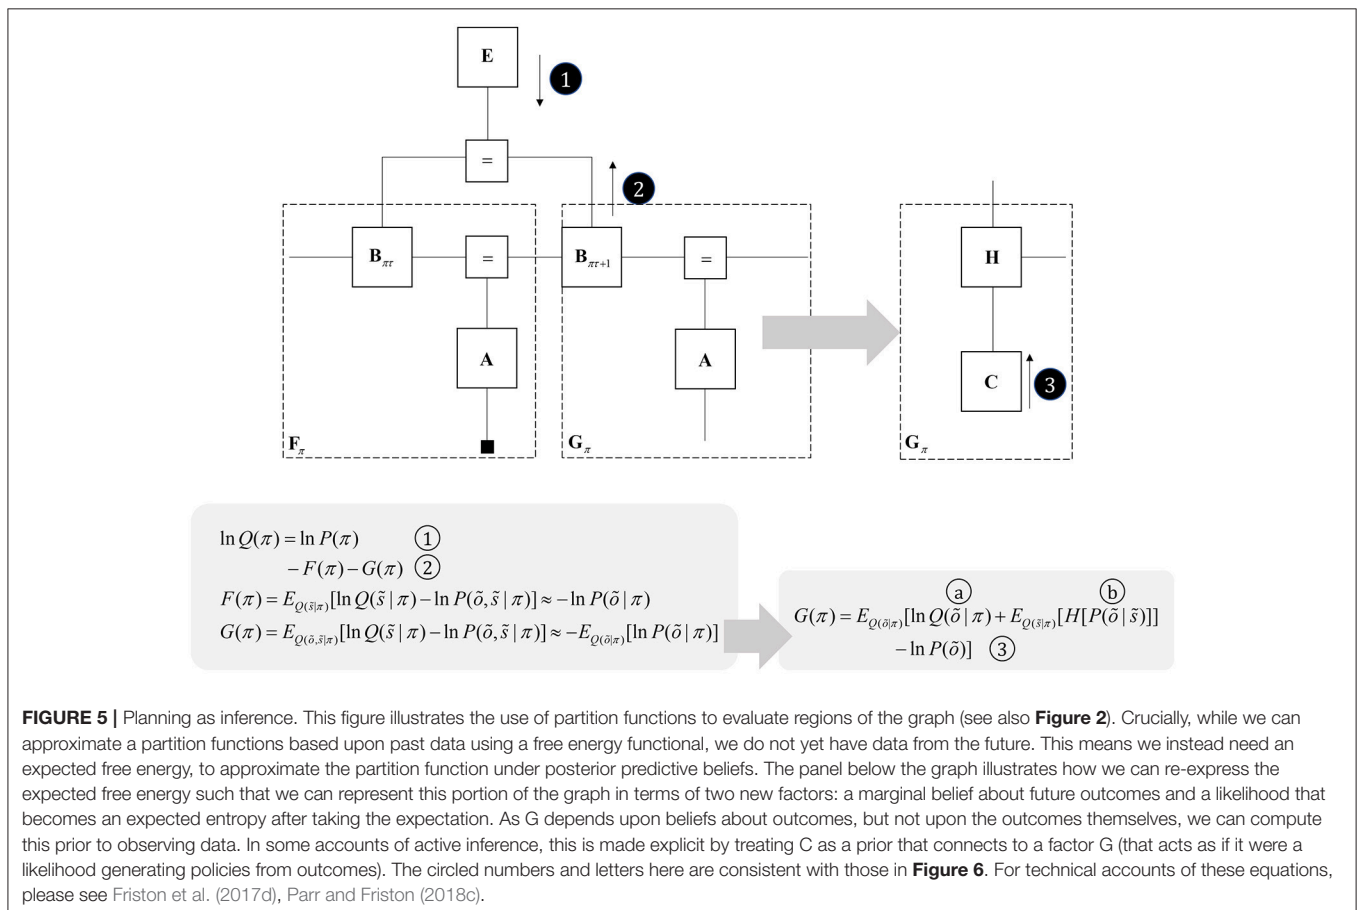 E
1
=
2
B_{πτ}
=
B_{πτ+1}
=
H
A
A
C
3
F_π
G_π
G_π
ln Q(π) = ln P(π) ①
− F(π) − G(π) ②
F(π) = E_{Q(s̃|π)}[ln Q(s̃ | π) − ln P(õ, s̃ | π)] ≈ − ln P(õ | π)
G(π) = E_{Q(õ,s̃|π)}[ln Q(s̃ | π) − ln P(õ, s̃ | π)] ≈ −E_{Q(õ|π)}[ln P(õ | π)]
ⓐ ⓑ
G(π) = E_{Q(õ|π)}[ln Q(õ | π) + E_{Q(s̃|π)}[H[P(õ | s̃)]]
− ln P(õ)] ③
FIGURE 5 | Planning as inference. This figure illustrates the use of partition functions to evaluate regions of the graph (see also Figure 2). Crucially, while we can
approximate a partition functions based upon past data using a free energy functional, we do not yet have data from the future. This means we instead need an
expected free energy, to approximate the partition function under posterior predictive beliefs. The panel below the graph illustrates how we can re-express the
expected free energy such that we can represent this portion of the graph in terms of two new factors: a marginal belief about future outcomes and a likelihood that
becomes an expected entropy after taking the expectation. As G depends upon beliefs about outcomes, but not upon the outcomes themselves, we can compute
this prior to observing data. In some accounts of active inference, this is made explicit by treating C as a prior that connects to a factor G (that acts as if it were a
likelihood generating policies from outcomes). The circled numbers and letters here are consistent with those in Figure 6. For technical accounts of these equations,
please see Friston et al. (2017d), Parr and Friston (2018c).